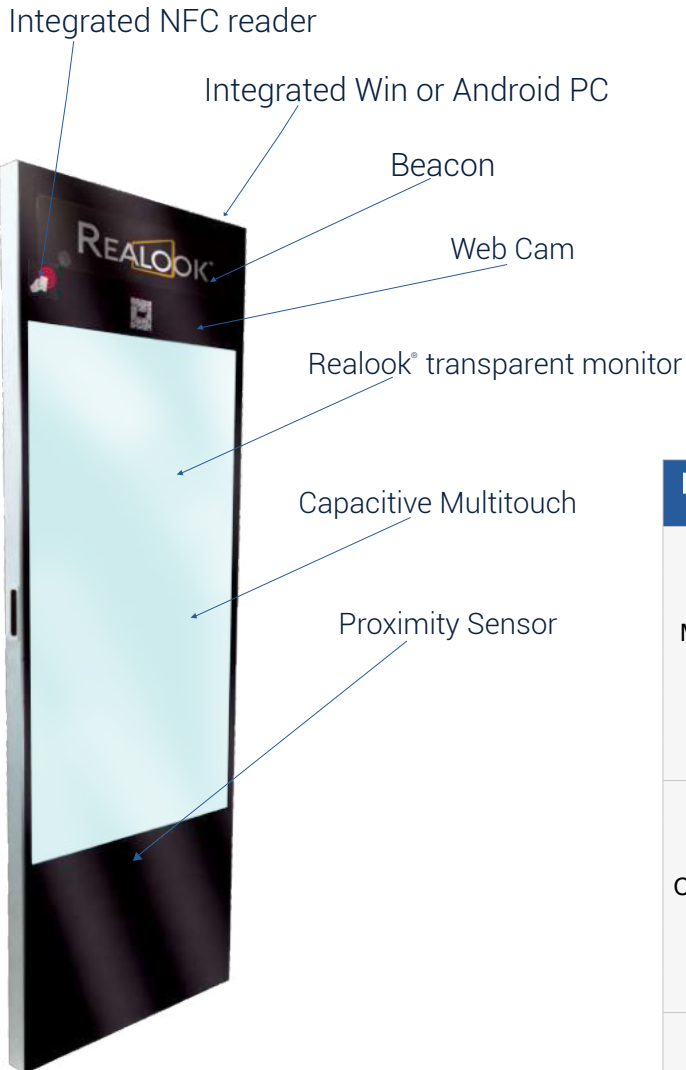 Integrated NFC reader
Integrated Win or Android PC
Beacon
REALOOK
Web Cam
Realook® transparent monitor
Capacitive Multitouch
Proximity Sensor